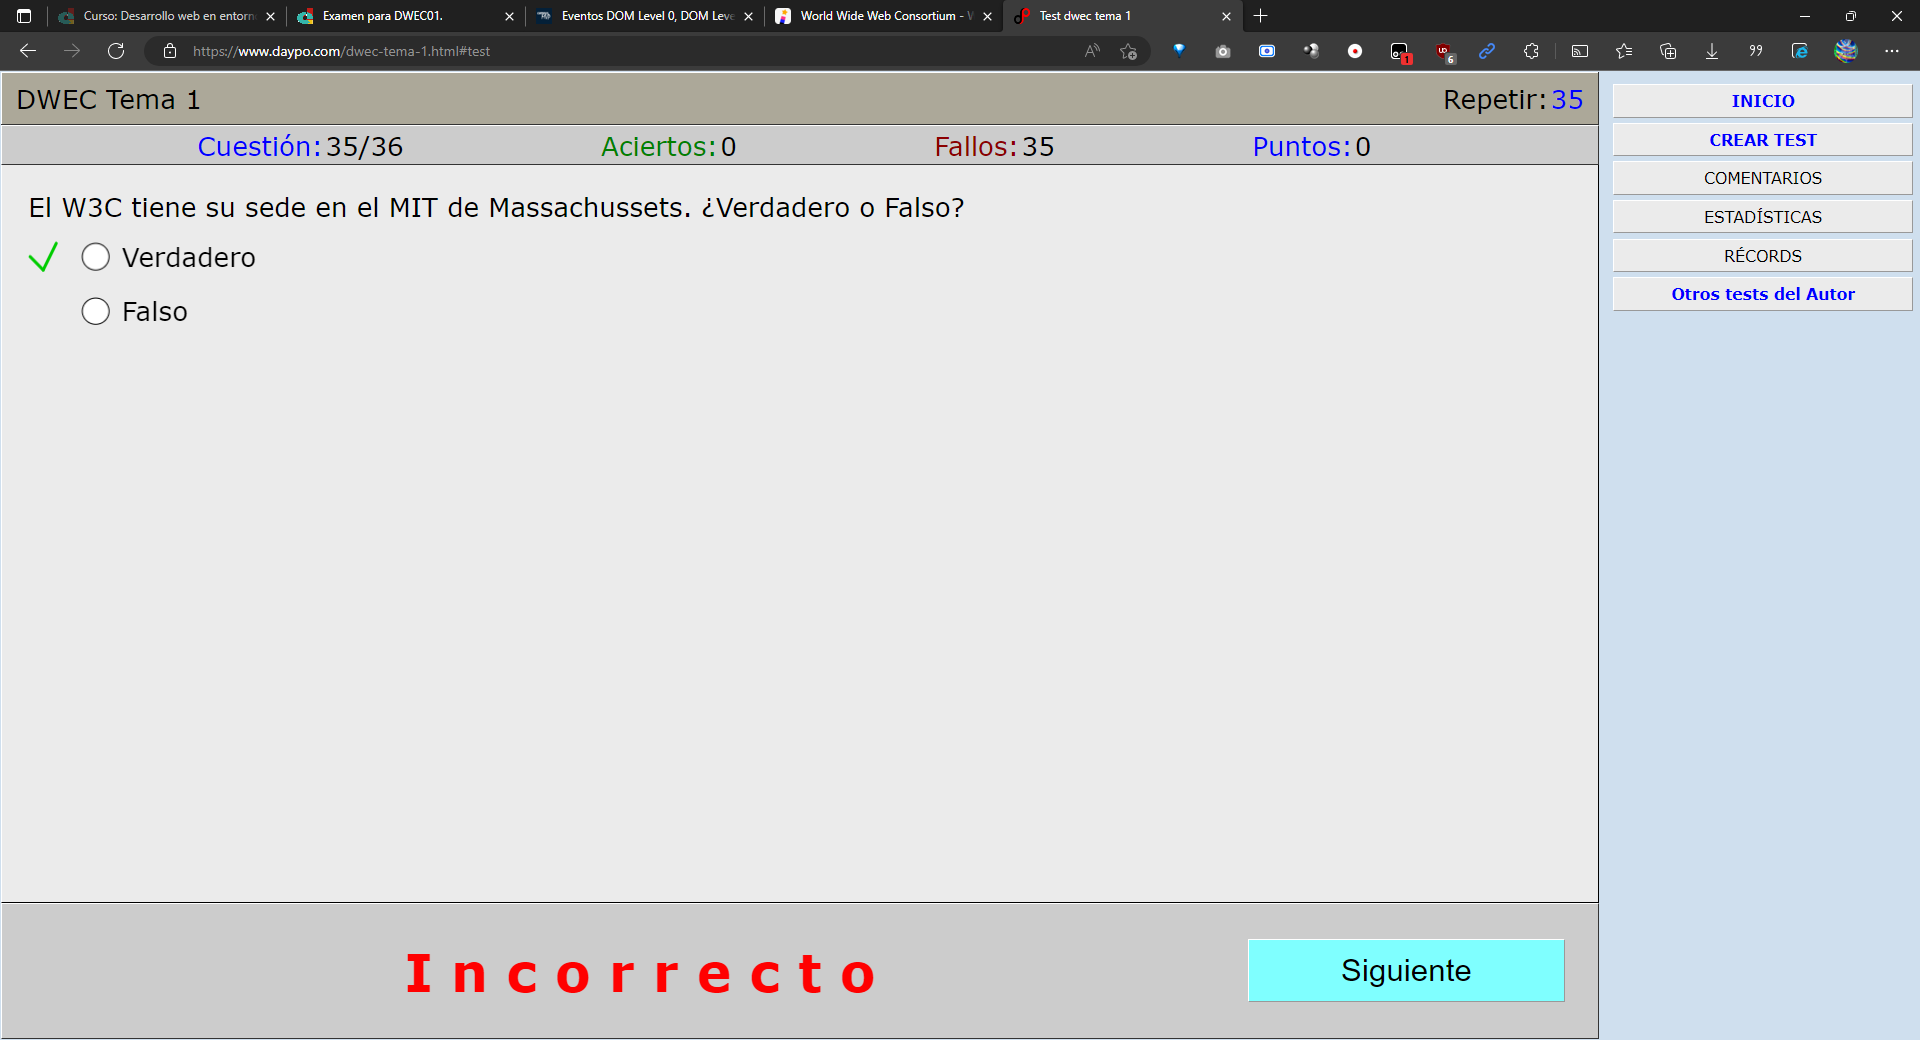 Curso: Desarrollo web en entorn
Examen para DWEC01.
Eventos DOM Level 0, DOM Leve
World Wide Web Consortium - W
Test dwec tema 1
https://www.daypo.com/dwec-tema-1.html#test
1
6
DWEC Tema 1
Repetir: 35
Cuestión: 35/36
Aciertos: 0
Fallos: 35
Puntos: 0
El W3C tiene su sede en el MIT de Massachussets. ¿Verdadero o Falso?
Verdadero
Falso
Incorrecto
Siguiente
INICIO
CREAR TEST
COMENTARIOS
ESTADÍSTICAS
RÉCORDS
Otros tests del Autor